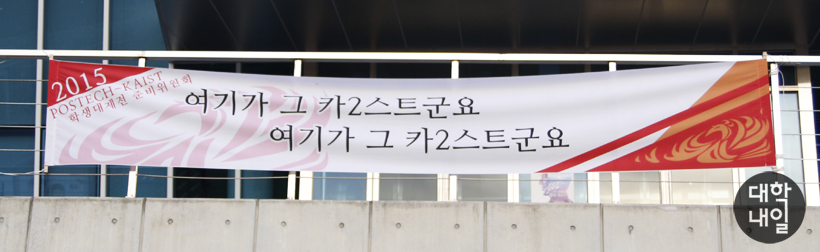 2015
POSTECH-KAIST
학생대제전 준비위원회
여기가 그 카2스트군요
여기가 그 카2스트군요
대학
내일